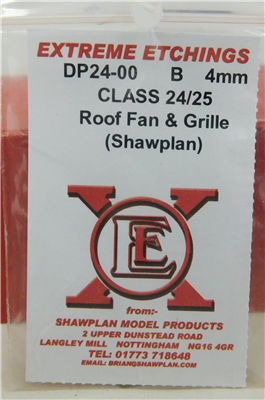 EXTREME ETCHINGS
DP24-00 B 4mm
CLASS 24/25
Roof Fan & Grille
(Shawplan)
E E
from:-
SHAWPLAN MODEL PRODUCTS
2 UPPER DUNSTEAD ROAD
LANGLEY MILL NOTTINGHAM NG16 4GR
TEL: 01773 718648
EMAIL: BRIAN@SHAWPLAN.COM